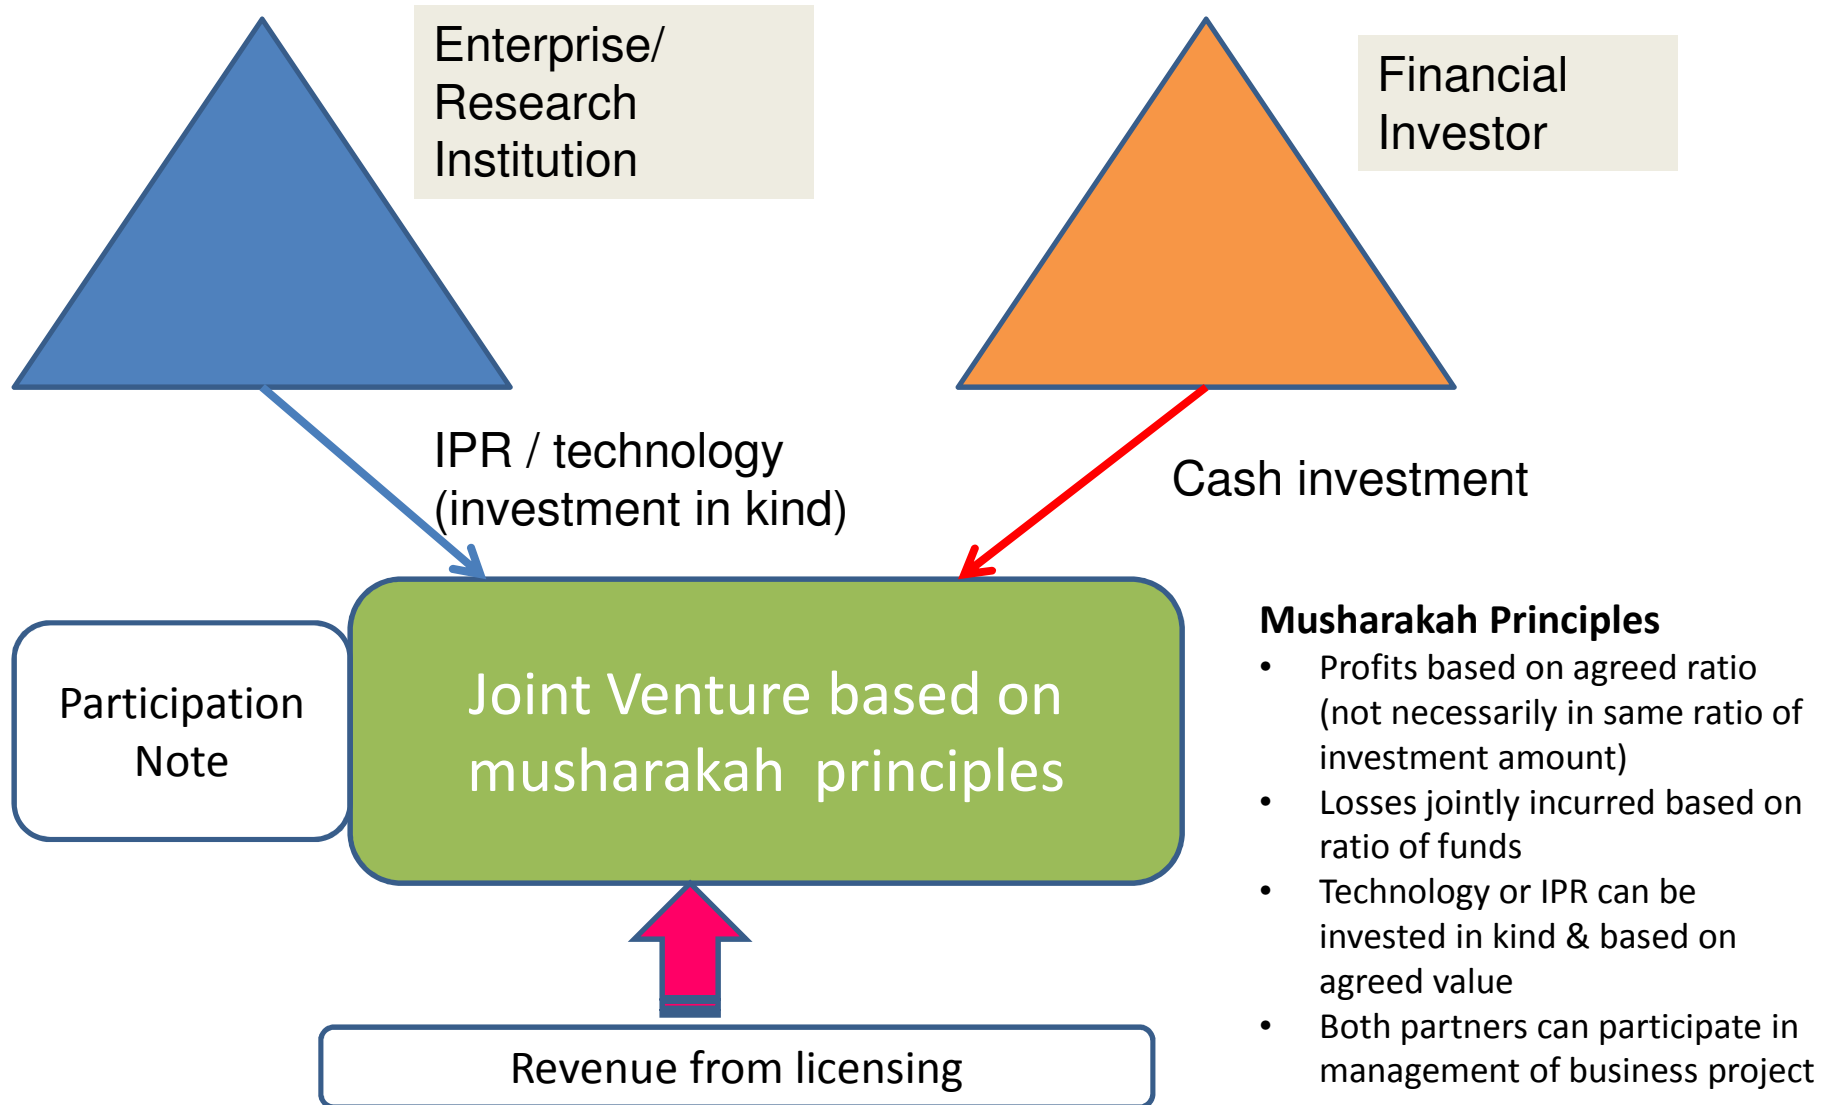 Enterprise/
Research
Institution
Financial
Investor
IPR / technology
(investment in kind)
Cash investment
Participation
Note
Joint Venture based on
musharakah  principles
Musharakah Principles
• Profits based on agreed ratio
(not necessarily in same ratio of
investment amount)
• Losses jointly incurred based on
ratio of funds
• Technology or IPR can be
invested in kind & based on
agreed value
• Both partners can participate in
management of business project
Revenue from licensing